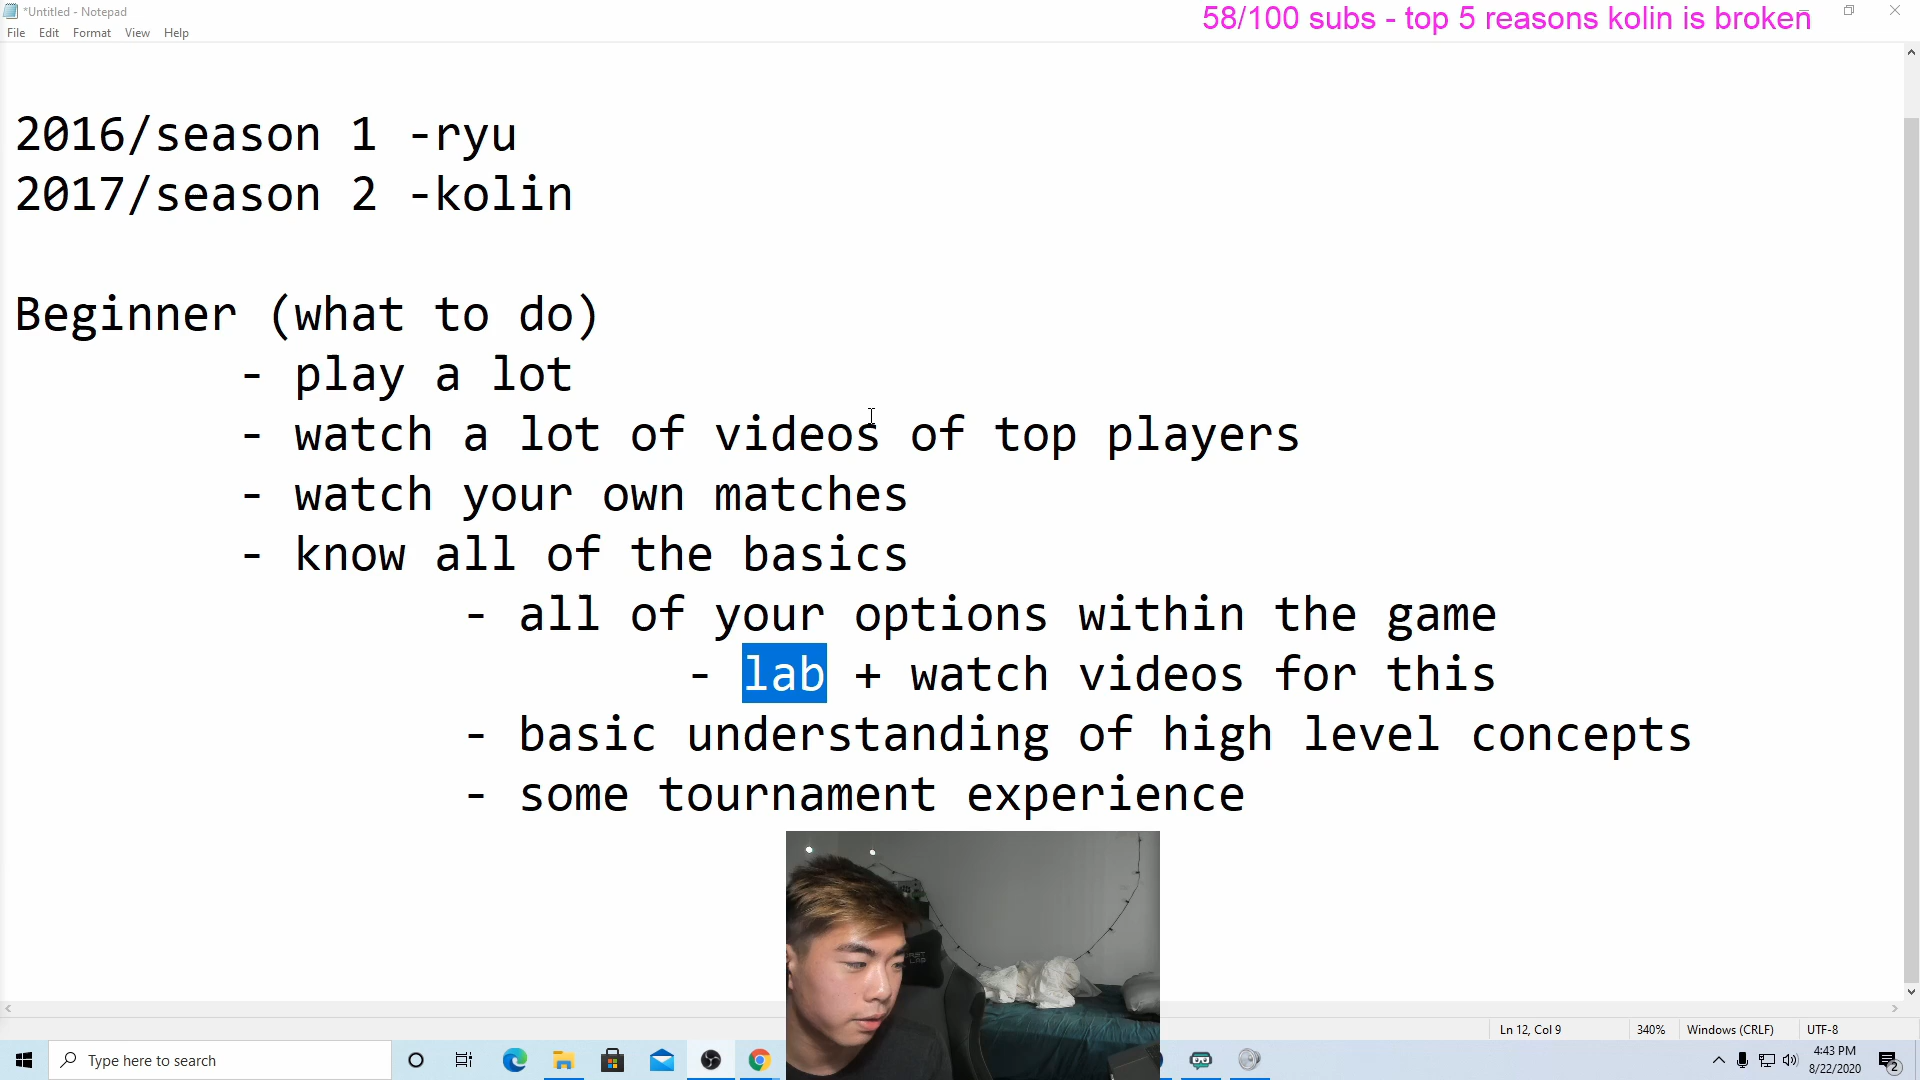 *Untitled - Notepad
58/100 subs - top 5 reasons kolin is broken
File Edit Format View Help
2016/season 1 -ryu
2017/season 2 -kolin
Beginner (what to do)
- play a lot
- watch a lot of videos of top players
- watch your own matches
- know all of the basics
- all of your options within the game
- lab + watch videos for this
- basic understanding of high level concepts
- some tournament experience
Ln 12, Col 9 340% Windows (CRLF) UTF-8
Type here to search
4:43 PM
8/22/2020
2